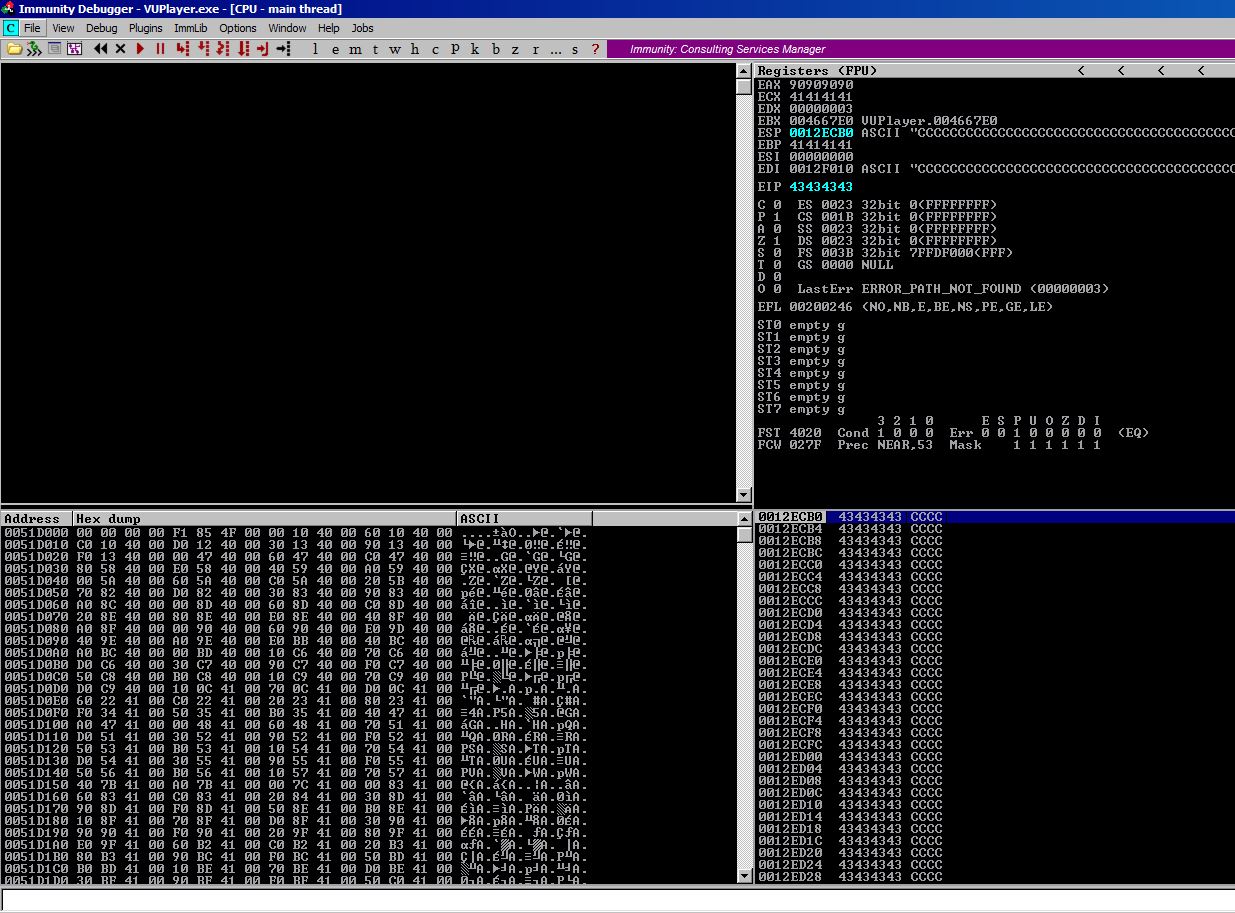 Immunity Debugger - VUPlayer.exe - [CPU - main thread]
C File View Debug Plugins ImmLib Options Window Help Jobs
l e m t w h c P k b z r ... s ? Immunity: Consulting Services Manager
Registers (FPU) < < < <
EAX 90909090
ECX 41414141
EDX 00000003
EBX 004667E0 VUPlayer.004667E0
ESP 0012ECB0 ASCII "CCCCCCCCCCCCCCCCCCCCCCCCCCCCCCCCCCCCCCCC
EBP 41414141
ESI 00000000
EDI 0012F010 ASCII "CCCCCCCCCCCCCCCCCCCCCCCCCCCCCCCCCCCCCCCC
EIP 43434343
C 0 ES 0023 32bit 0(FFFFFFFF)
P 1 CS 001B 32bit 0(FFFFFFFF)
A 0 SS 0023 32bit 0(FFFFFFFF)
Z 1 DS 0023 32bit 0(FFFFFFFF)
S 0 FS 003B 32bit 7FFDF000(FFF)
T 0 GS 0000 NULL
D 0
O 0 LastErr ERROR_PATH_NOT_FOUND (00000003)
EFL 00200246 (NO,NB,E,BE,NS,PE,GE,LE)
ST0 empty g
ST1 empty g
ST2 empty g
ST3 empty g
ST4 empty g
ST5 empty g
ST6 empty g
ST7 empty g
3 2 1 0 E S P U O Z D I
FST 4020 Cond 1 0 0 0 Err 0 0 1 0 0 0 0 0 (EQ)
FCW 027F Prec NEAR,53 Mask 1 1 1 1 1 1
Address Hex dump ASCII
0051D000 00 00 00 00 F1 85 4F 00 00 10 40 00 60 10 40 00
0051D010 C0 10 40 00 D0 12 40 00 30 13 40 00 90 13 40 00
0051D020 F0 13 40 00 00 47 40 00 60 47 40 00 C0 47 40 00
0051D030 80 58 40 00 E0 58 40 00 40 59 40 00 A0 59 40 00
0051D040 00 5A 40 00 60 5A 40 00 C0 5A 40 00 20 5B 40 00
0051D050 70 82 40 00 D0 82 40 00 30 83 40 00 90 83 40 00
0051D060 A0 8C 40 00 00 8D 40 00 60 8D 40 00 C0 8D 40 00
0051D070 20 8E 40 00 80 8E 40 00 E0 8E 40 00 40 8F 40 00
0051D080 A0 8F 40 00 00 90 40 00 60 90 40 00 E0 9D 40 00
0051D090 40 9E 40 00 A0 9E 40 00 E0 BB 40 00 40 BC 40 00
0051D0A0 A0 BC 40 00 00 BD 40 00 10 C6 40 00 70 C6 40 00
0051D0B0 D0 C6 40 00 30 C7 40 00 90 C7 40 00 F0 C7 40 00
0051D0C0 50 C8 40 00 B0 C8 40 00 10 C9 40 00 70 C9 40 00
0051D0D0 D0 C9 40 00 10 0C 41 00 70 0C 41 00 D0 0C 41 00
0051D0E0 60 22 41 00 C0 22 41 00 20 23 41 00 80 23 41 00
0051D0F0 F0 34 41 00 50 35 41 00 B0 35 41 00 40 47 41 00
0051D100 A0 47 41 00 00 48 41 00 60 48 41 00 70 51 41 00
0051D110 D0 51 41 00 30 52 41 00 90 52 41 00 F0 52 41 00
0051D120 50 53 41 00 B0 53 41 00 10 54 41 00 70 54 41 00
0051D130 D0 54 41 00 30 55 41 00 90 55 41 00 F0 55 41 00
0051D140 50 56 41 00 B0 56 41 00 10 57 41 00 70 57 41 00
0051D150 40 7B 41 00 A0 7B 41 00 00 7C 41 00 00 83 41 00
0051D160 60 83 41 00 C0 83 41 00 20 84 41 00 30 8D 41 00
0051D170 90 8D 41 00 F0 8D 41 00 50 8E 41 00 B0 8E 41 00
0051D180 10 8F 41 00 70 8F 41 00 D0 8F 41 00 30 90 41 00
0051D190 90 90 41 00 F0 90 41 00 20 9F 41 00 80 9F 41 00
0051D1A0 E0 9F 41 00 60 B2 41 00 C0 B2 41 00 20 B3 41 00
0051D1B0 80 B3 41 00 90 BC 41 00 F0 BC 41 00 50 BD 41 00
0051D1C0 B0 BD 41 00 10 BE 41 00 70 BE 41 00 D0 BE 41 00
0051D1D0 30 BF 41 00 90 BF 41 00 F0 BF 41 00 50 C0 41 00
0012ECB0 43434343 CCCC
0012ECB4 43434343 CCCC
0012ECB8 43434343 CCCC
0012ECBC 43434343 CCCC
0012ECC0 43434343 CCCC
0012ECC4 43434343 CCCC
0012ECC8 43434343 CCCC
0012ECCC 43434343 CCCC
0012ECD0 43434343 CCCC
0012ECD4 43434343 CCCC
0012ECD8 43434343 CCCC
0012ECDC 43434343 CCCC
0012ECE0 43434343 CCCC
0012ECE4 43434343 CCCC
0012ECE8 43434343 CCCC
0012ECEC 43434343 CCCC
0012ECF0 43434343 CCCC
0012ECF4 43434343 CCCC
0012ECF8 43434343 CCCC
0012ECFC 43434343 CCCC
0012ED00 43434343 CCCC
0012ED04 43434343 CCCC
0012ED08 43434343 CCCC
0012ED0C 43434343 CCCC
0012ED10 43434343 CCCC
0012ED14 43434343 CCCC
0012ED18 43434343 CCCC
0012ED1C 43434343 CCCC
0012ED20 43434343 CCCC
0012ED24 43434343 CCCC
0012ED28 43434343 CCCC